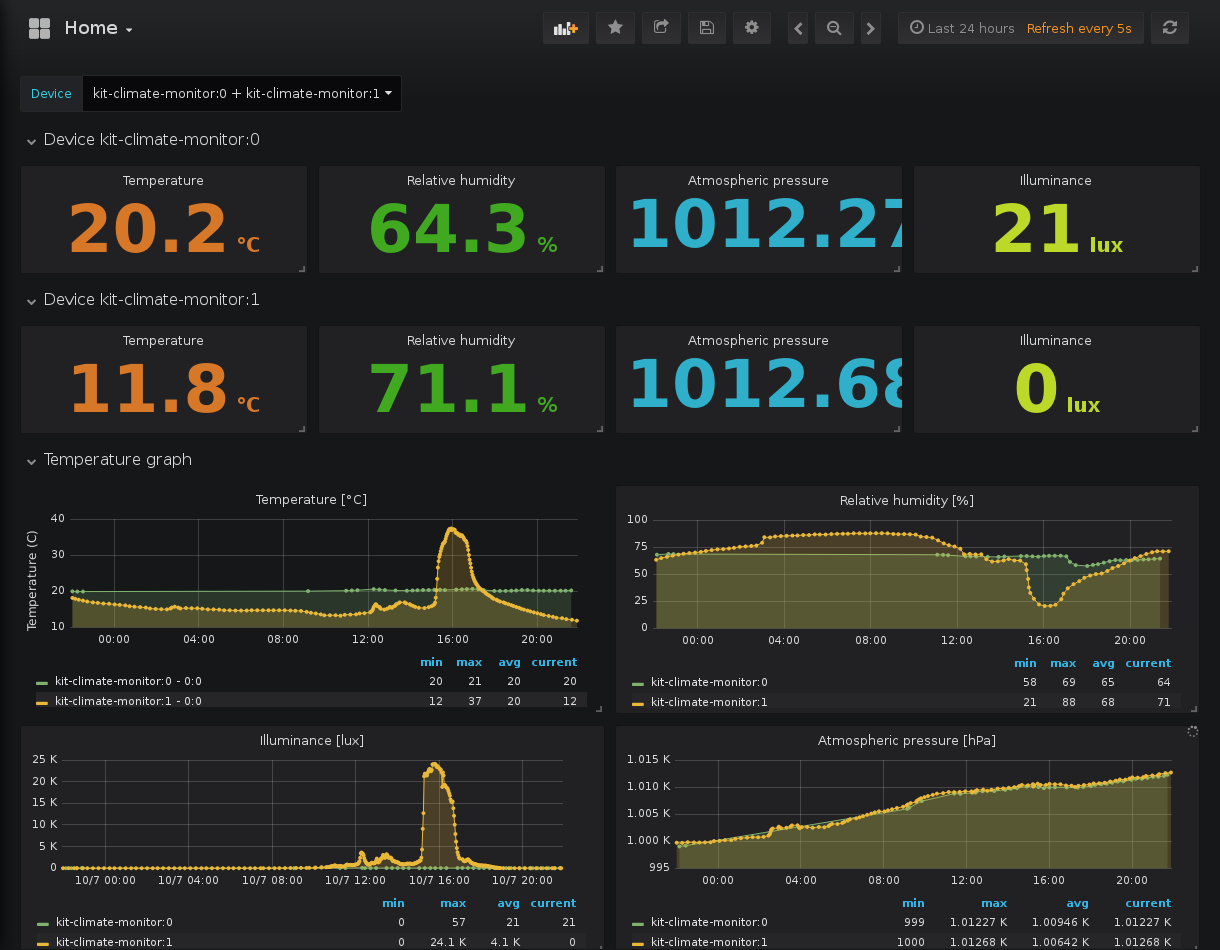 Home
Last 24 hours Refresh every 5s
Device kit-climate-monitor:0 + kit-climate-monitor:1
Device kit-climate-monitor:0
Temperature Relative humidity Atmospheric pressure Illuminance
20.2 °C 64.3 % 1012.27 21 lux
Device kit-climate-monitor:1
Temperature Relative humidity Atmospheric pressure Illuminance
11.8 °C 71.1 % 1012.68 0 lux
Temperature graph
Temperature [°C]
Temperature (C)
40
30
20
10
00:00 04:00 08:00 12:00 16:00 20:00
min max avg current
kit-climate-monitor:0 - 0:0 20 21 20 20
kit-climate-monitor:1 - 0:0 12 37 20 12
Relative humidity [%]
100
75
50
25
0
00:00 04:00 08:00 12:00 16:00 20:00
min max avg current
kit-climate-monitor:0 58 69 65 64
kit-climate-monitor:1 21 88 68 71
Illuminance [lux]
25 K
20 K
15 K
10 K
5 K
0
10/7 00:00 10/7 04:00 10/7 08:00 10/7 12:00 10/7 16:00 10/7 20:00
min max avg current
kit-climate-monitor:0 0 57 21 21
kit-climate-monitor:1 0 24.1 K 4.1 K 0
Atmospheric pressure [hPa]
1.015 K
1.010 K
1.005 K
1.000 K
995
00:00 04:00 08:00 12:00 16:00 20:00
min max avg current
kit-climate-monitor:0 999 1.01227 K 1.00946 K 1.01227 K
kit-climate-monitor:1 1000 1.01268 K 1.00642 K 1.01268 K